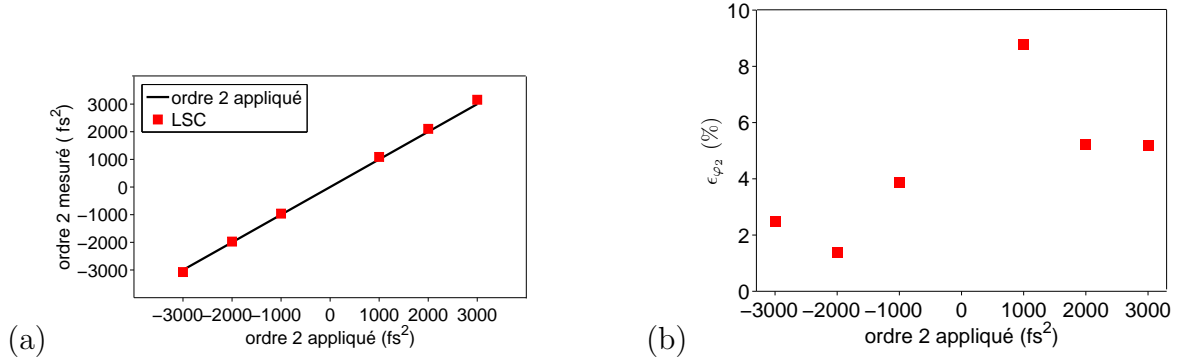 ordre 2 mesuré ( fs²)
3000
2000
1000
0
−1000
−2000
−3000
ordre 2 appliqué
LSC
−3000 −2000 −1000 0 1000 2000 3000
ordre 2 appliqué (fs²)
(a)
ϵφ₂ (%)
10
8
6
4
2
0
−3000 −2000 −1000 0 1000 2000 3000
ordre 2 appliqué (fs²)
(b)